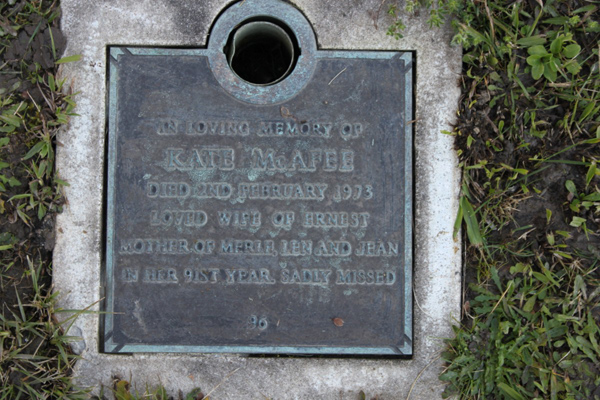 IN LOVING MEMORY OF
KATE McAFEE
DIED 2ND FEBRUARY 1973
LOVED WIFE OF ERNEST
MOTHER OF MERLE, LEN AND JEAN
IN HER 91ST YEAR. SADLY MISSED
36